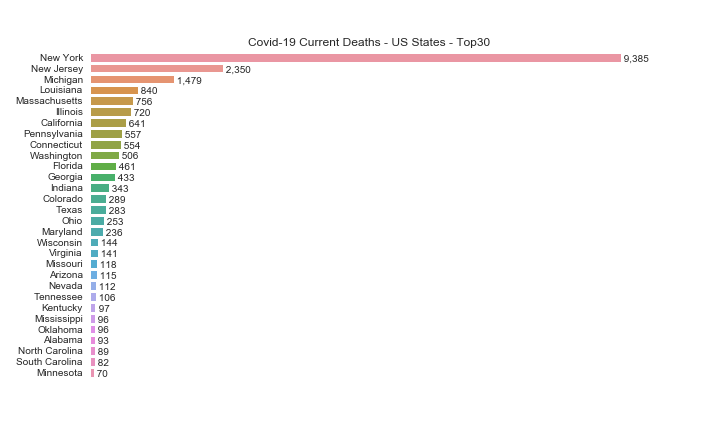 Covid-19 Current Deaths - US States - Top30
New York 9,385
New Jersey 2,350
Michigan 1,479
Louisiana 840
Massachusetts 756
Illinois 720
California 641
Pennsylvania 557
Connecticut 554
Washington 506
Florida 461
Georgia 433
Indiana 343
Colorado 289
Texas 283
Ohio 253
Maryland 236
Wisconsin 144
Virginia 141
Missouri 118
Arizona 115
Nevada 112
Tennessee 106
Kentucky 97
Mississippi 96
Oklahoma 96
Alabama 93
North Carolina 89
South Carolina 82
Minnesota 70